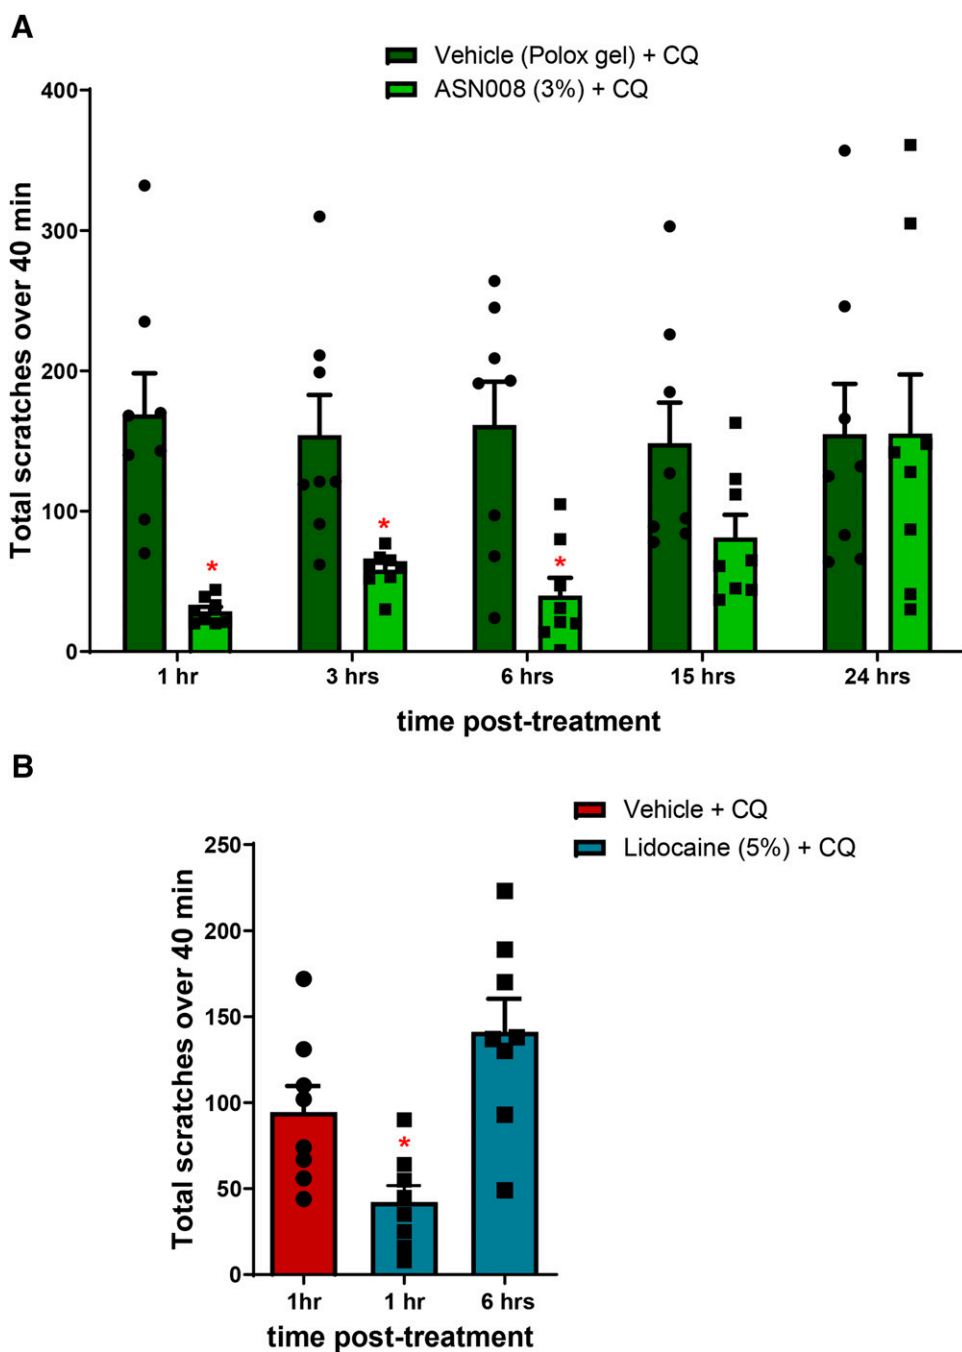 A
Vehicle (Polox gel) + CQ
ASN008 (3%) + CQ
Total scratches over 40 min
400
300
200
100
0
*
*
*
1 hr
3 hrs
6 hrs
15 hrs
24 hrs
time post-treatment
B
Vehicle + CQ
Lidocaine (5%) + CQ
Total scratches over 40 min
250
200
150
100
50
0
*
1hr
1 hr
6 hrs
time post-treatment